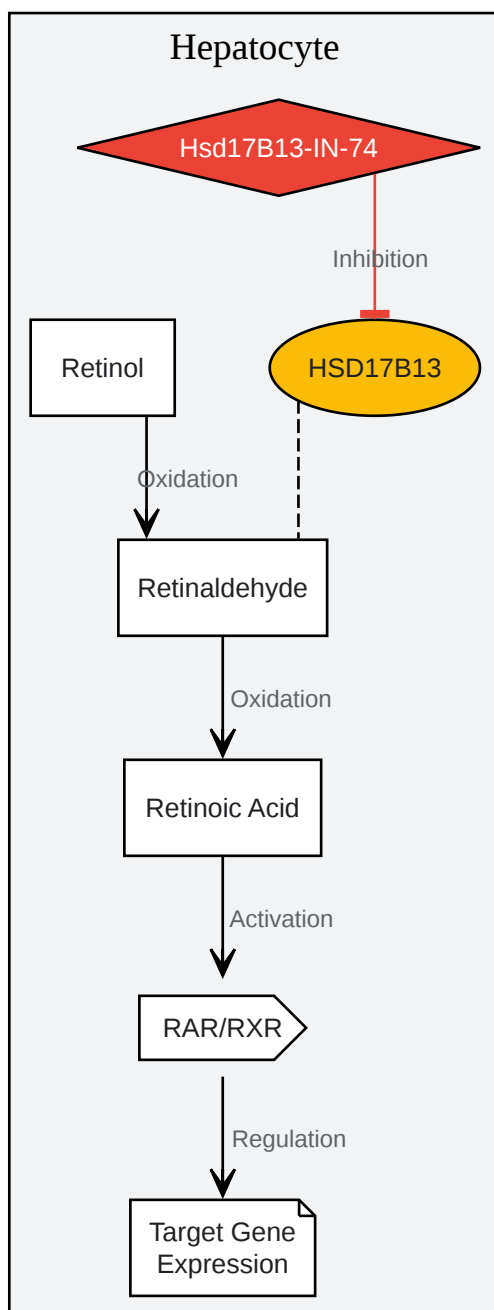 Hepatocyte
Hsd17B13-IN-74
Inhibition
Retinol
HSD17B13
Oxidation
Retinaldehyde
Oxidation
Retinoic Acid
Activation
RAR/RXR
Regulation
Target Gene
Expression